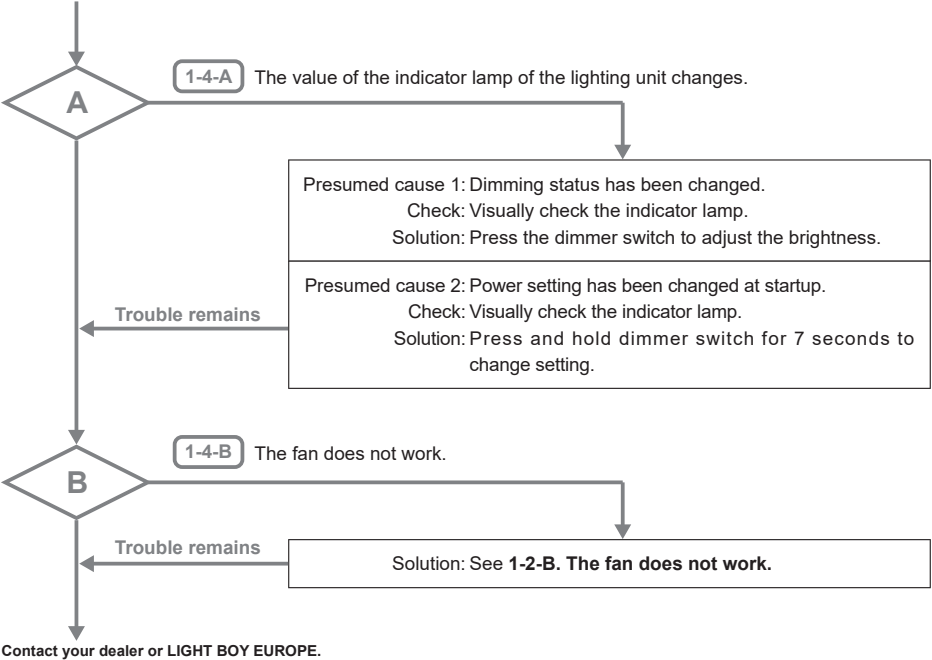 1-4-A The value of the indicator lamp of the lighting unit changes.
A
Presumed cause 1: Dimming status has been changed.
Check: Visually check the indicator lamp.
Solution: Press the dimmer switch to adjust the brightness.
Presumed cause 2: Power setting has been changed at startup.
Trouble remains
Check: Visually check the indicator lamp.
Solution: Press and hold dimmer switch for 7 seconds to
change setting.
1-4-B The fan does not work.
B
Trouble remains
Solution: See 1-2-B. The fan does not work.
Contact your dealer or LIGHT BOY EUROPE.